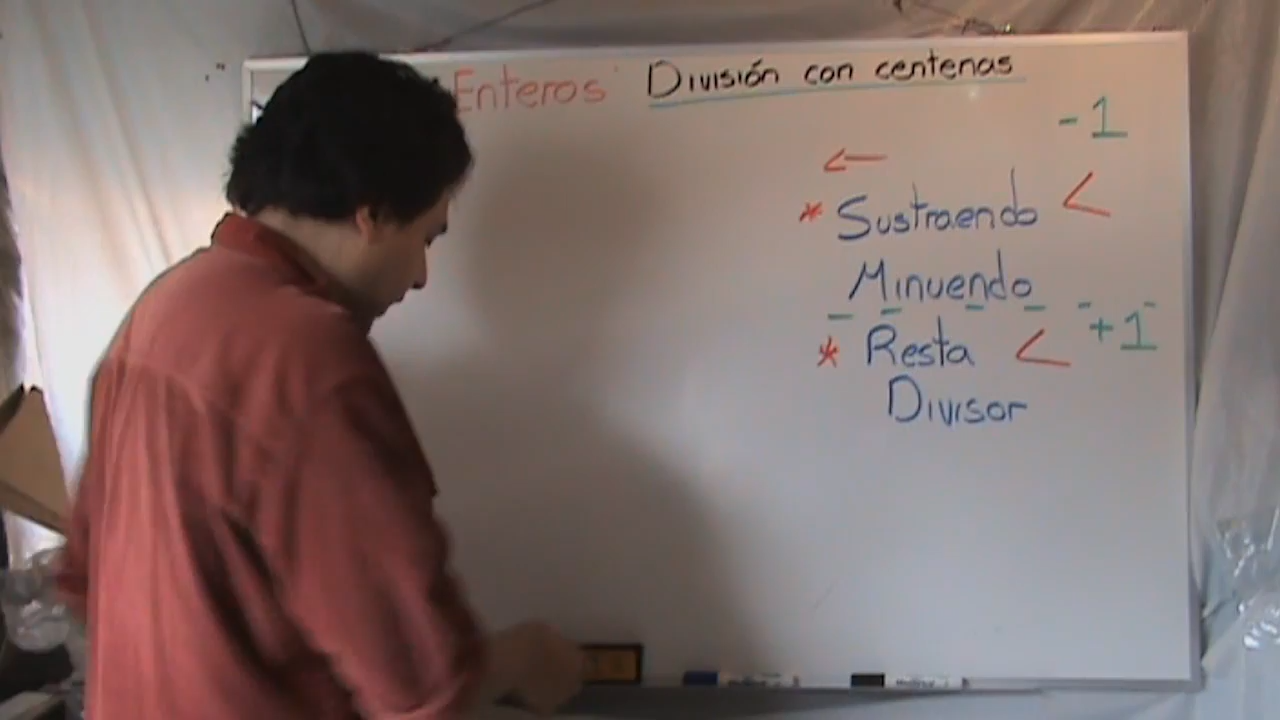 Enteros División con centenas
-1
←
* Sustraendo <
Minuendo
+1
* Resta <
Divisor